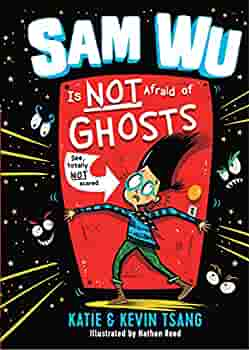 SAM WU
Is NOT Afraid of
GHOSTS
See,
totally
NOT
scared
KATIE & KEVIN TSANG
Illustrated by Nathan Reed